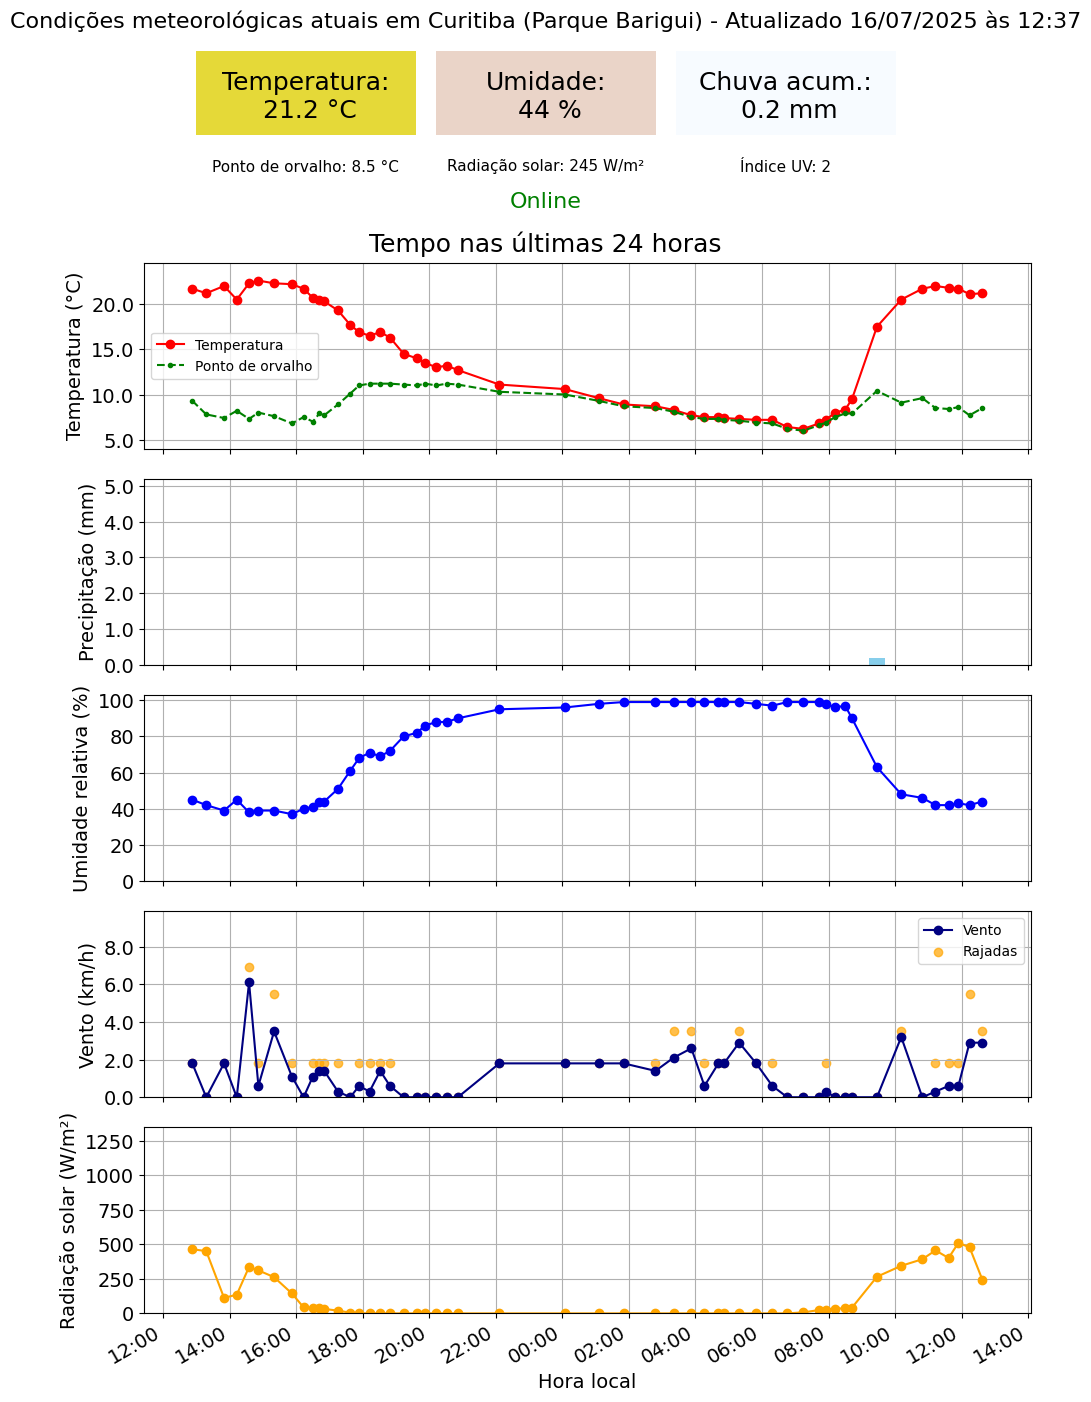 Condições meteorológicas atuais em Curitiba (Parque Barigui) - Atualizado 16/07/2025 às 12:37
Temperatura:
21.2 °C
Umidade:
44 %
Chuva acum.:
0.2 mm
Ponto de orvalho: 8.5 °C
Radiação solar: 245 W/m²
Índice UV: 2
Online
Tempo nas últimas 24 horas
Temperatura (°C)
20.0
15.0
10.0
5.0
Temperatura
Ponto de orvalho
Precipitação (mm)
5.0
4.0
3.0
2.0
1.0
0.0
Umidade relativa (%)
100
80
60
40
20
0
Vento (km/h)
8.0
6.0
4.0
2.0
0.0
Vento
Rajadas
Radiação solar (W/m²)
1250
1000
750
500
250
0
12:00
14:00
16:00
18:00
20:00
22:00
00:00
02:00
04:00
06:00
08:00
10:00
12:00
14:00
Hora local